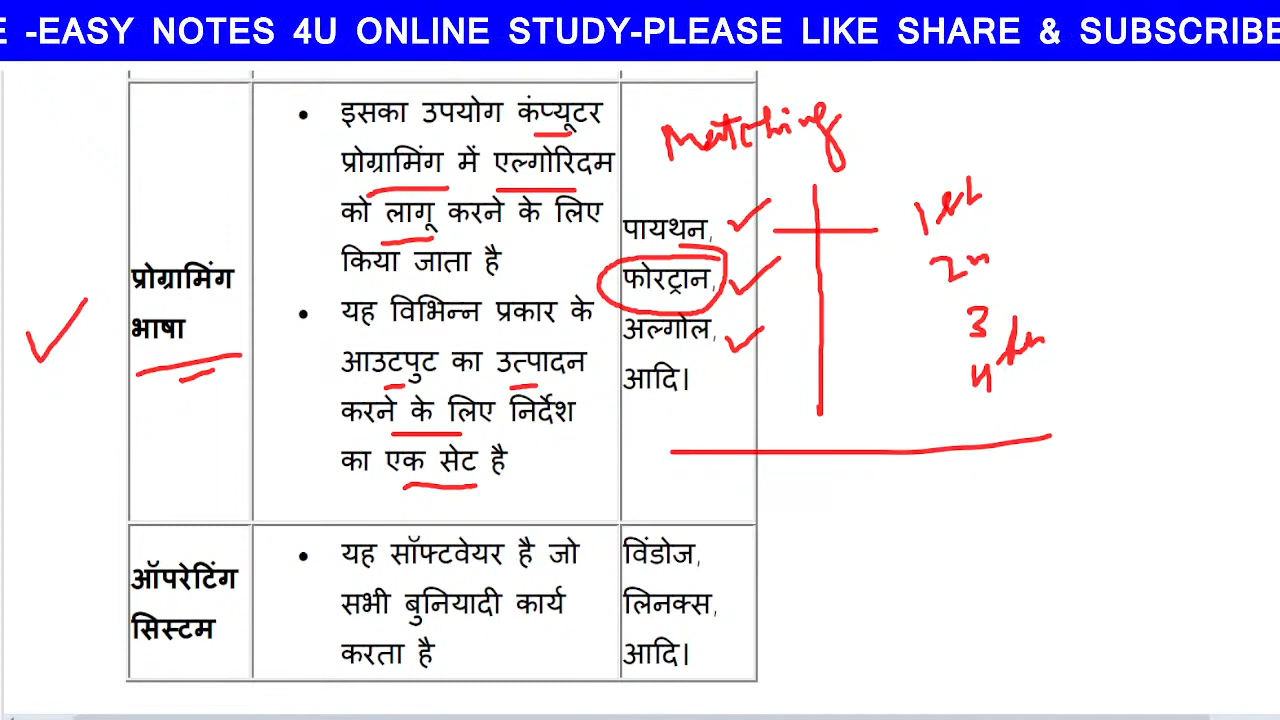 E -EASY NOTES 4U ONLINE STUDY-PLEASE LIKE SHARE & SUBSCRIBE
प्रोग्रामिंग
भाषा
इसका उपयोग कंप्यूटर
प्रोग्रामिंग में एल्गोरिदम
को लागू करने के लिए
किया जाता है
यह विभिन्न प्रकार के
आउटपुट का उत्पादन
करने के लिए निर्देश
का एक सेट है
पायथन,
फोरट्रान,
अल्गोल,
आदि।
Matching
1st
2n
3
4
ऑपरेटिंग
सिस्टम
यह सॉफ्टवेयर है जो
सभी बुनियादी कार्य
करता है
विंडोज,
लिनक्स,
आदि।